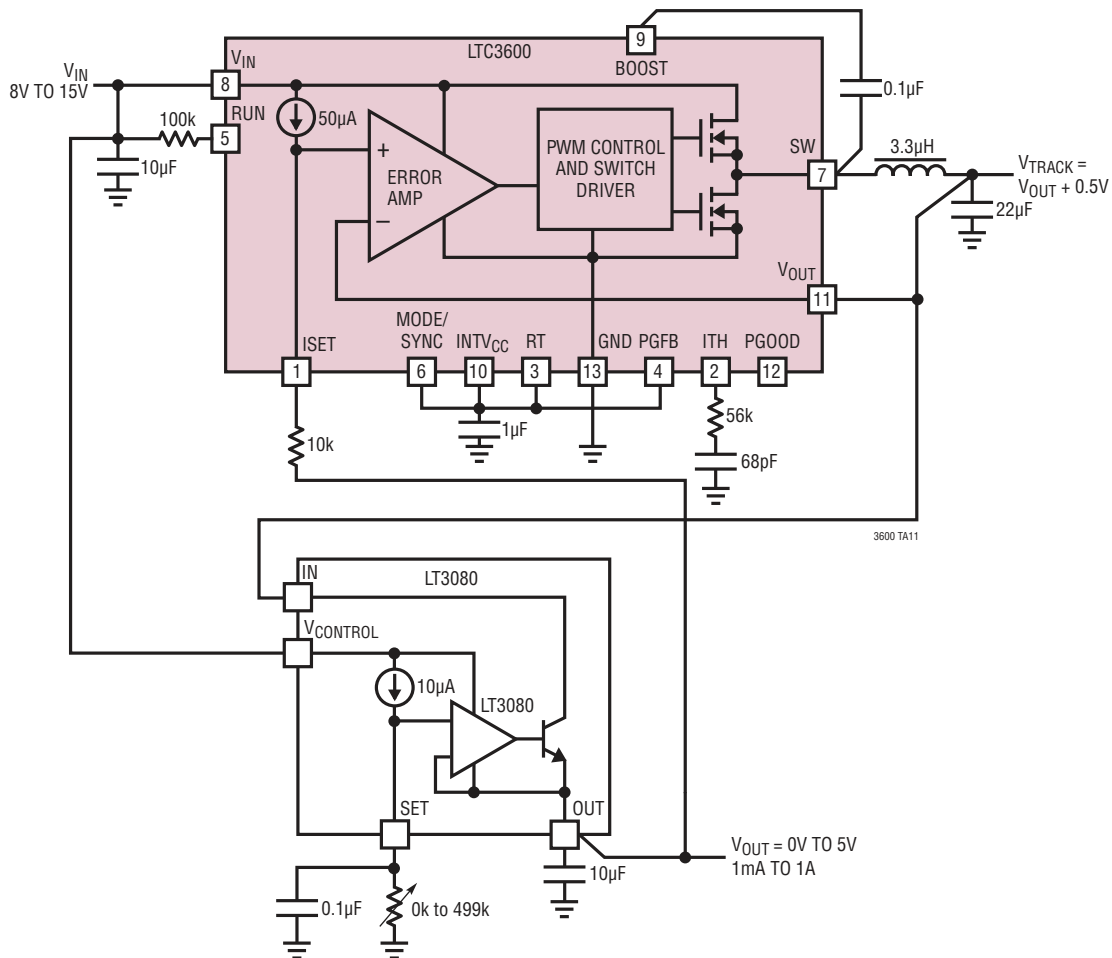 LTC3600
9
BOOST
V_IN
V_IN
8V TO 15V
8
RUN
100k
5
10µF
50µA
+
ERROR
AMP
–
PWM CONTROL
AND SWITCH
DRIVER
0.1µF
SW
7
3.3µH
V_TRACK =
V_OUT + 0.5V
22µF
V_OUT
11
ISET
1
MODE/
SYNC
6
INTV_CC
10
RT
3
GND
13
PGFB
4
ITH
2
PGOOD
12
10k
1µF
56k
68pF
3600 TA11
IN
LT3080
V_CONTROL
10µA
LT3080
SET
OUT
V_OUT = 0V TO 5V
1mA TO 1A
10µF
0.1µF
0k to 499k